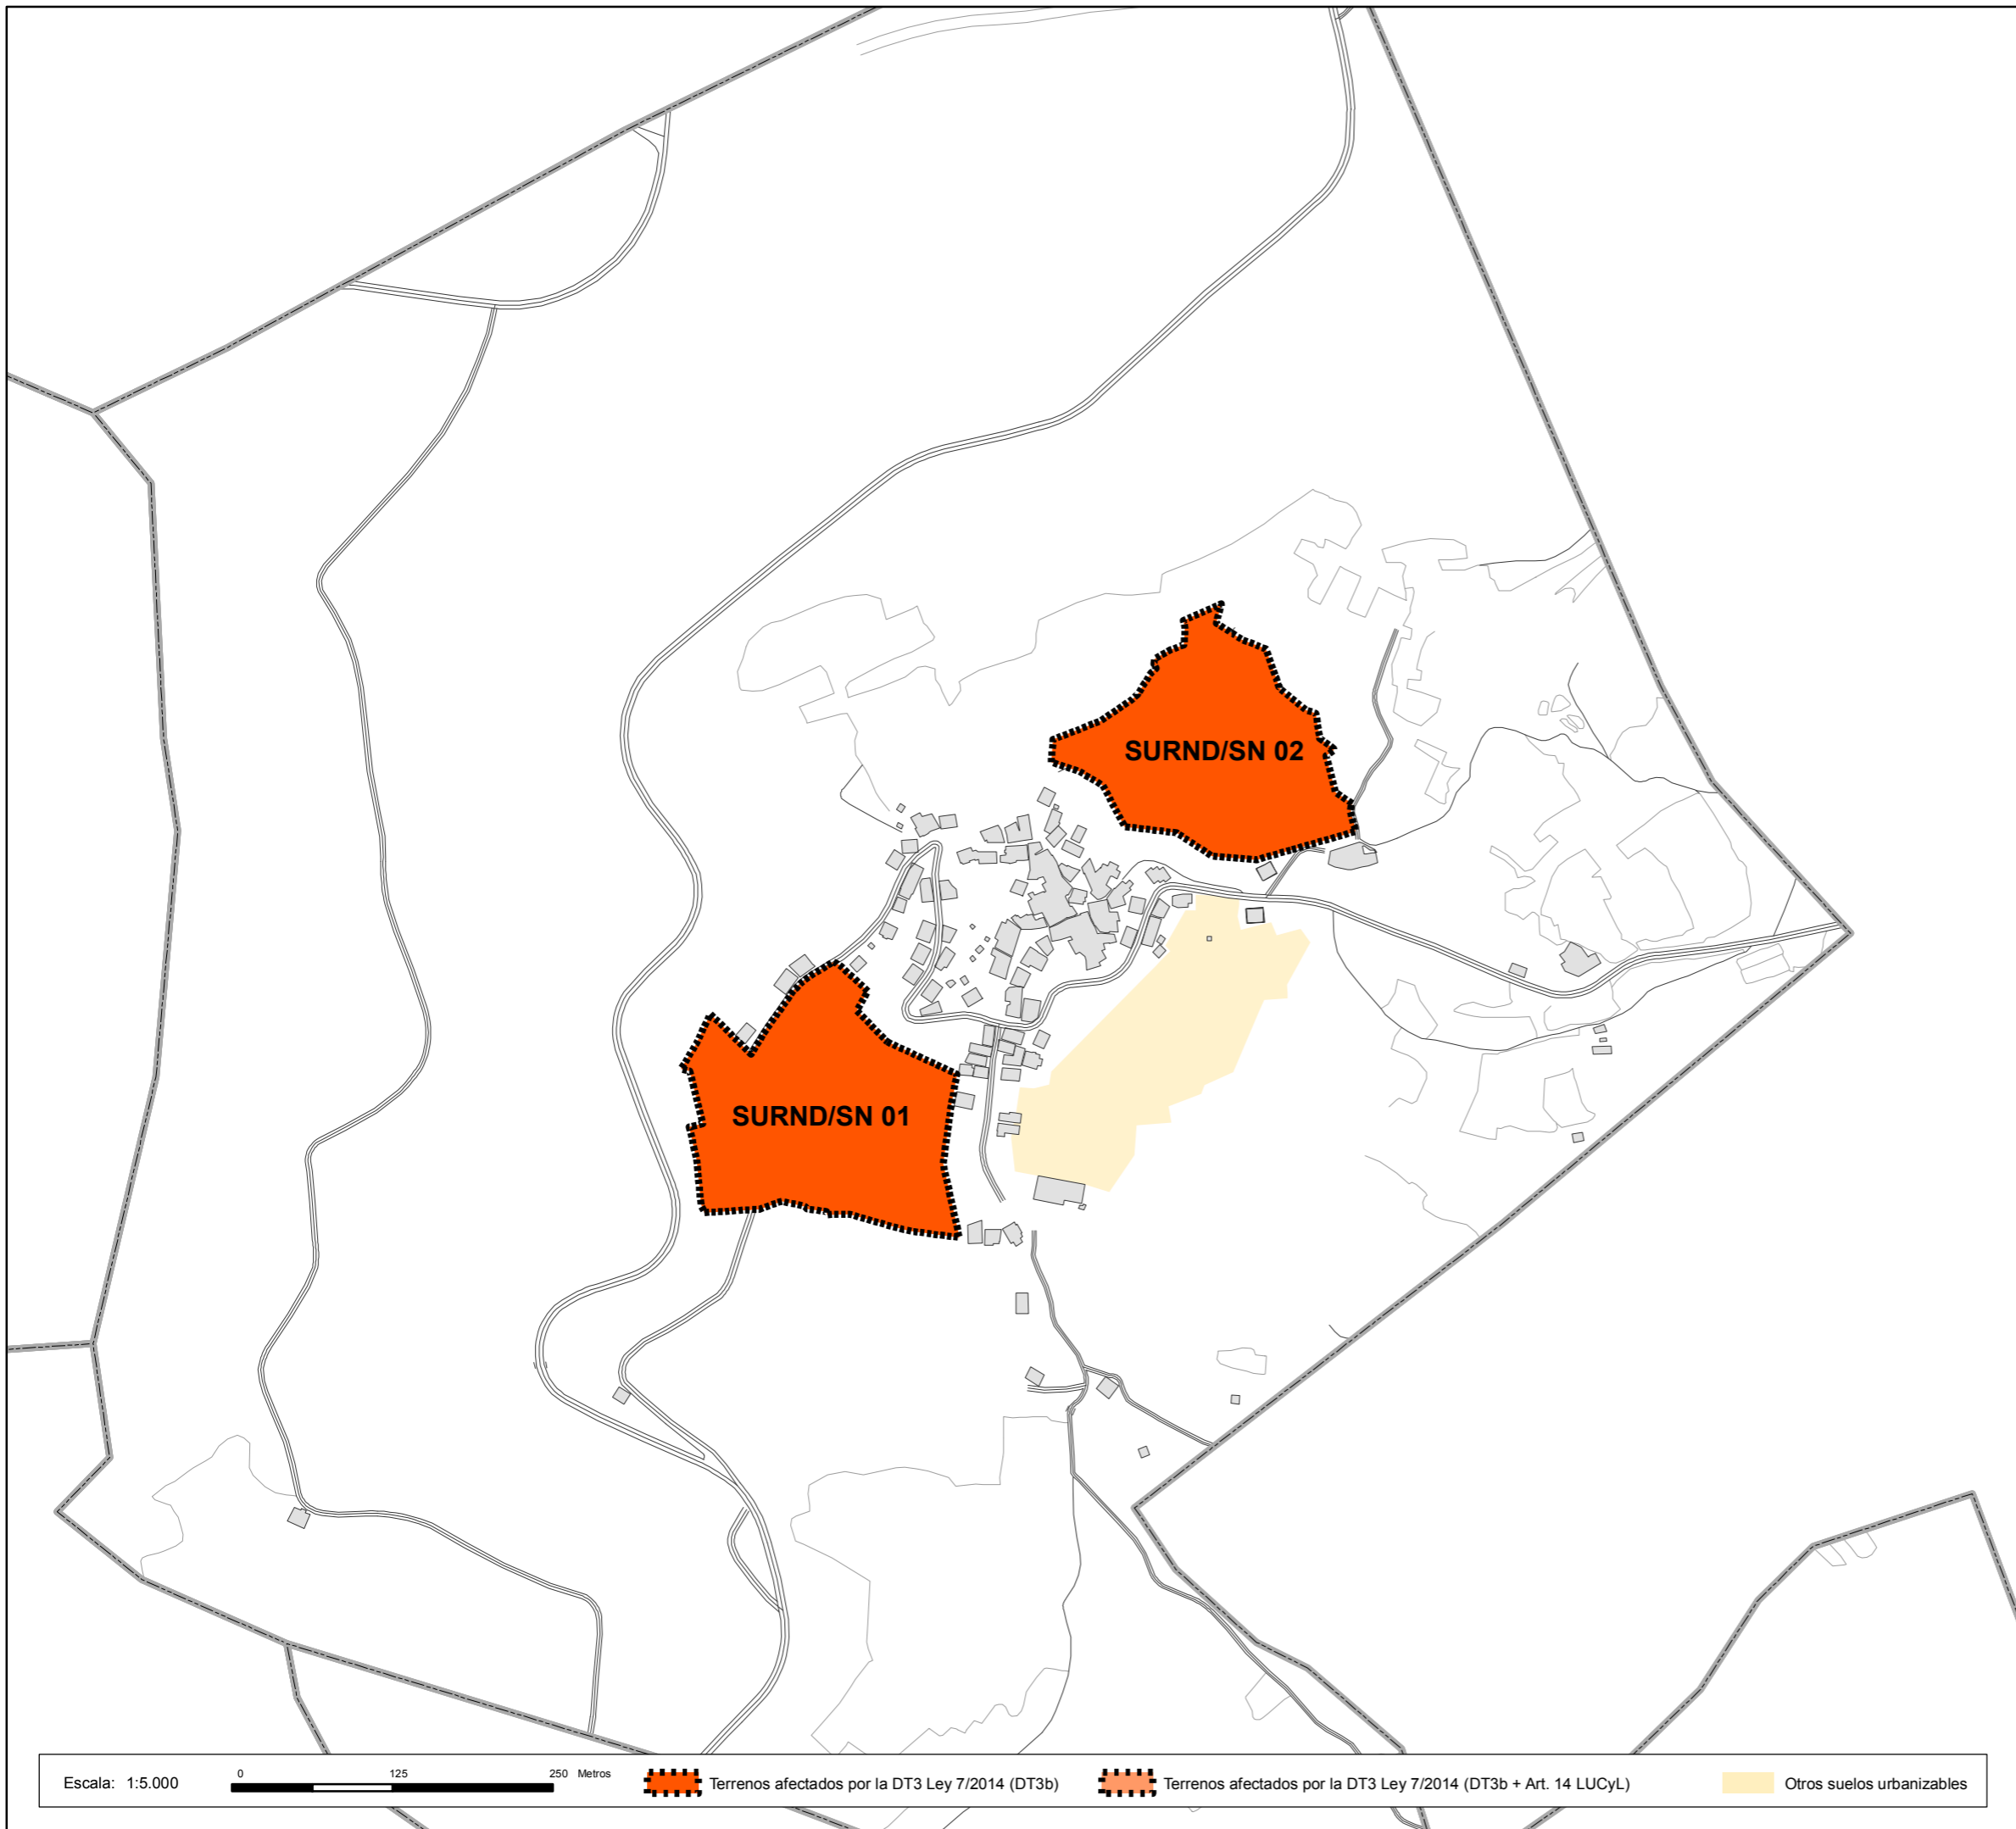 SURND/SN 02
SURND/SN 01
Escala: 1:5.000
0 125 250 Metros
Terrenos afectados por la DT3 Ley 7/2014 (DT3b)
Terrenos afectados por la DT3 Ley 7/2014 (DT3b + Art. 14 LUCyL)
Otros suelos urbanizables